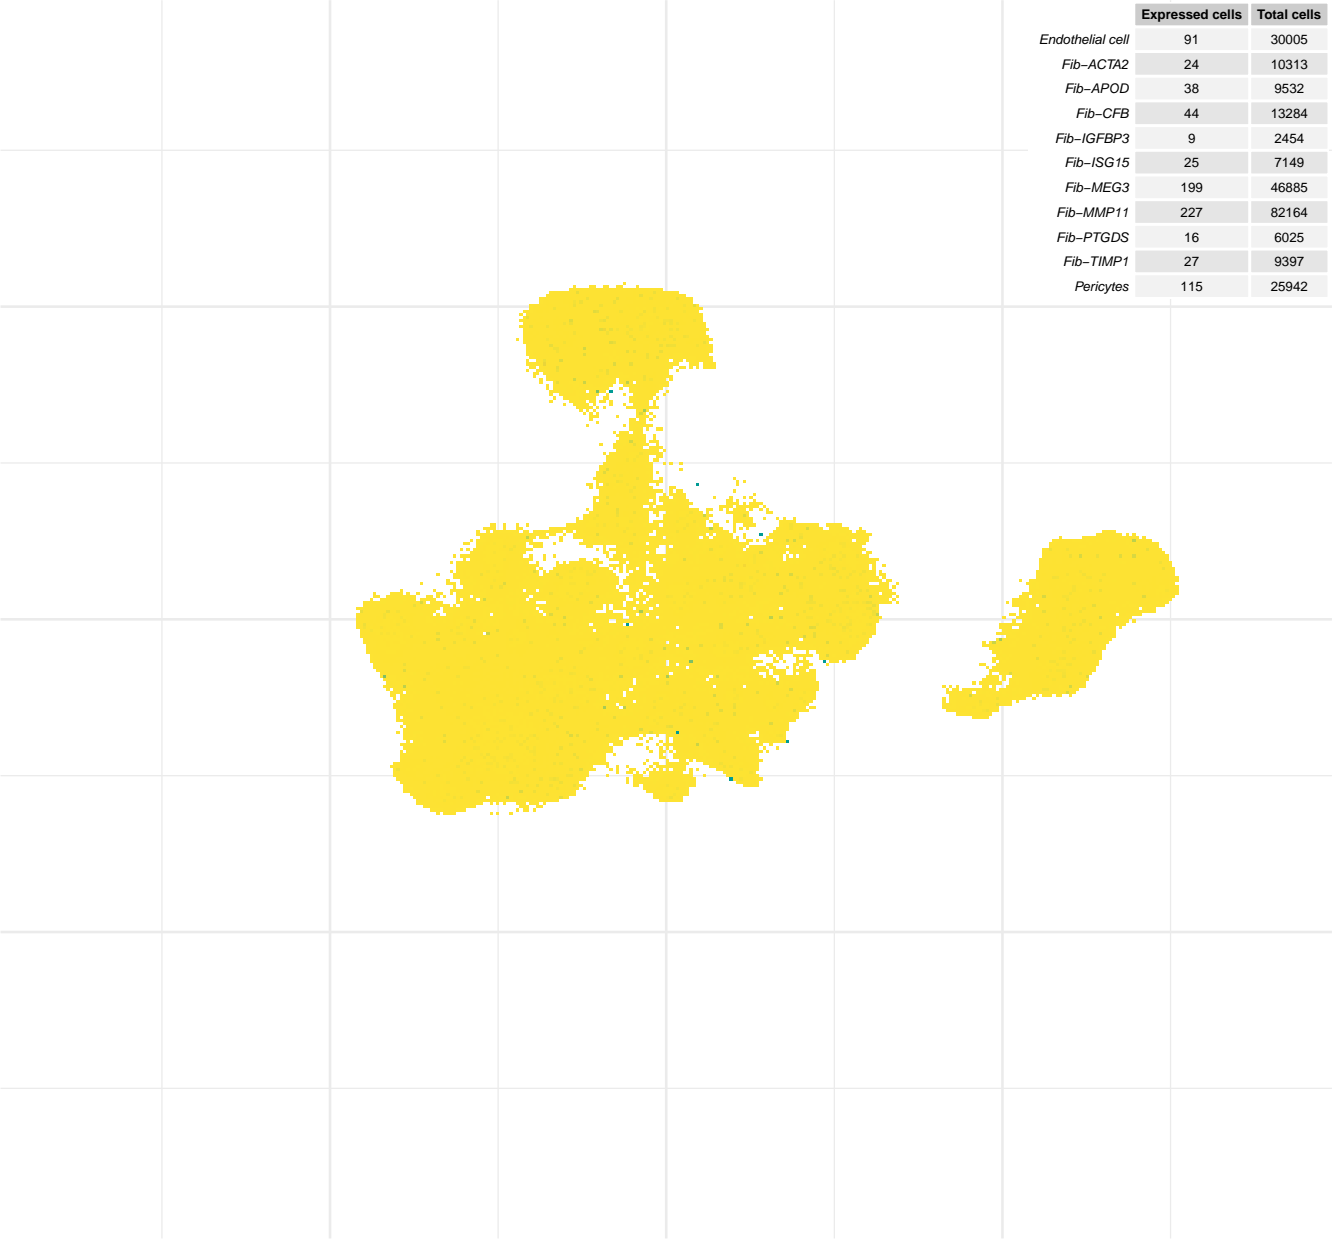 Expressed cells Total cells
Endothelial cell 91 30005
Fib−ACTA2 24 10313
Fib−APOD 38 9532
Fib−CFB 44 13284
Fib−IGFBP3 9 2454
Fib−ISG15 25 7149
Fib−MEG3 199 46885
Fib−MMP11 227 82164
Fib−PTGDS 16 6025
Fib−TIMP1 27 9397
Pericytes 115 25942